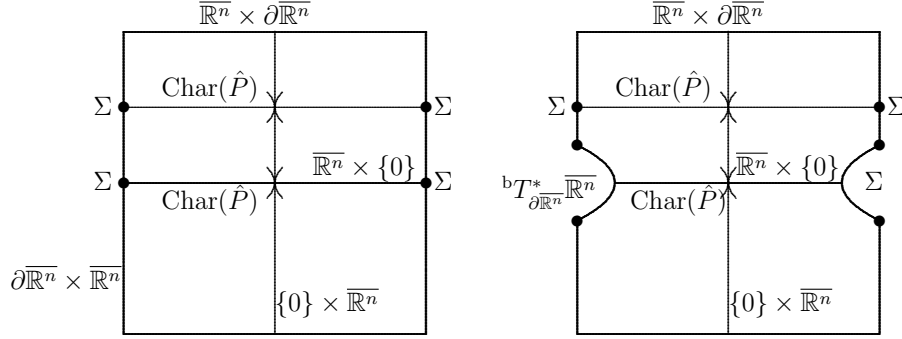 $\overline{\mathbb{R}^n} \times \partial\overline{\mathbb{R}^n}$
Char($\hat{P}$)
Σ
Σ
$\overline{\mathbb{R}^n} \times \{0\}$
Σ
Σ
Char($\hat{P}$)
$\partial\overline{\mathbb{R}^n} \times \overline{\mathbb{R}^n}$
$\{0\} \times \overline{\mathbb{R}^n}$
$\overline{\mathbb{R}^n} \times \partial\overline{\mathbb{R}^n}$
Char($\hat{P}$)
Σ
Σ
$\overline{\mathbb{R}^n} \times \{0\}$
${}^{\mathrm{b}}T^*_{\partial\overline{\mathbb{R}^n}}\overline{\mathbb{R}^n}$
Σ
Char($\hat{P}$)
$\{0\} \times \overline{\mathbb{R}^n}$